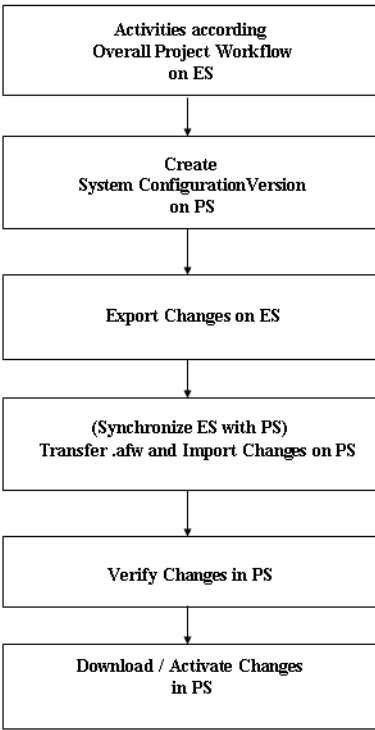 Activities according
Overall Project Workflow
on ES
Create
System ConfigurationVersion
on PS
Export Changes on ES
(Synchronize ES with PS)
Transfer .afw and Import Changes on PS
Verify Changes in PS
Download / Activate Changes
in PS